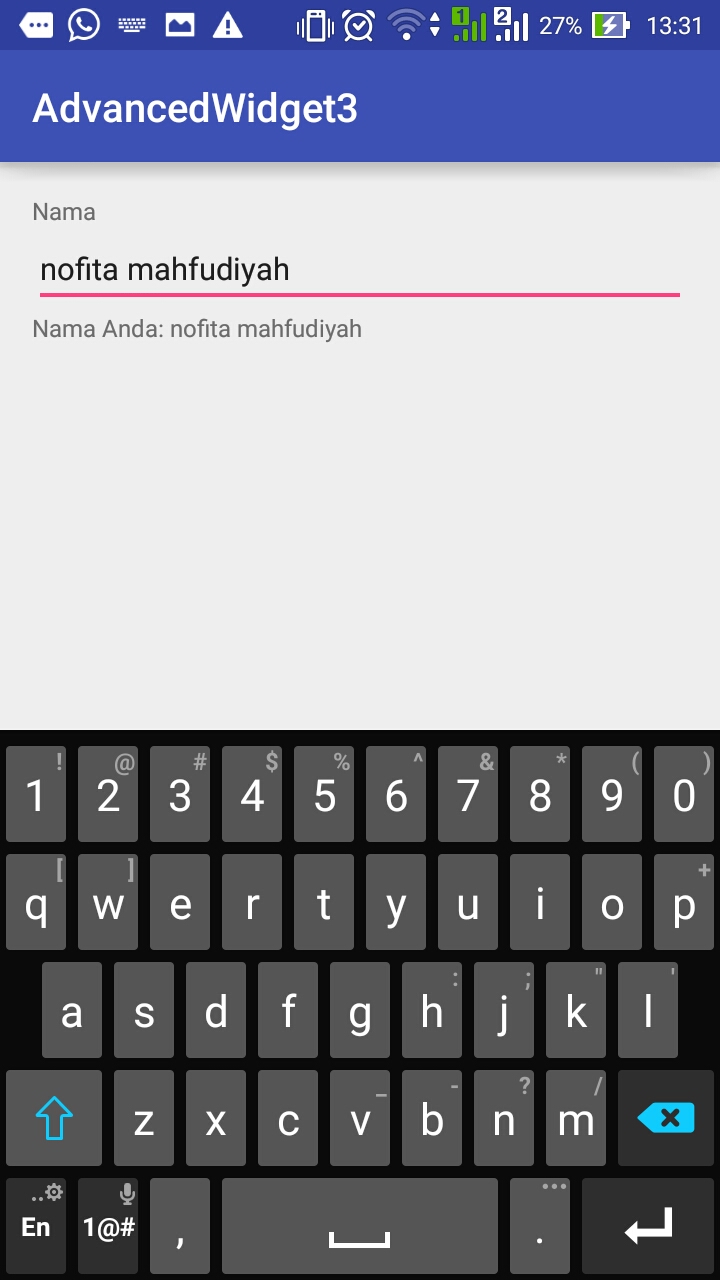 1 2 27% 13:31
AdvancedWidget3
Nama
nofita mahfudiyah
Nama Anda: nofita mahfudiyah
! @ # $ % ^ & * ( )
1 2 3 4 5 6 7 8 9 0
[ ] +
q w e r t y u i o p
: ; " '
a s d f g h j k l
_ - ? /
z x c v b n m
En 1@# , .